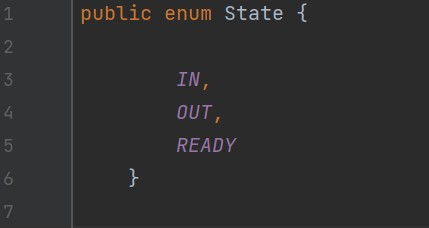 1 public enum State {
2
3 IN,
4 OUT,
5 READY
6 }
7